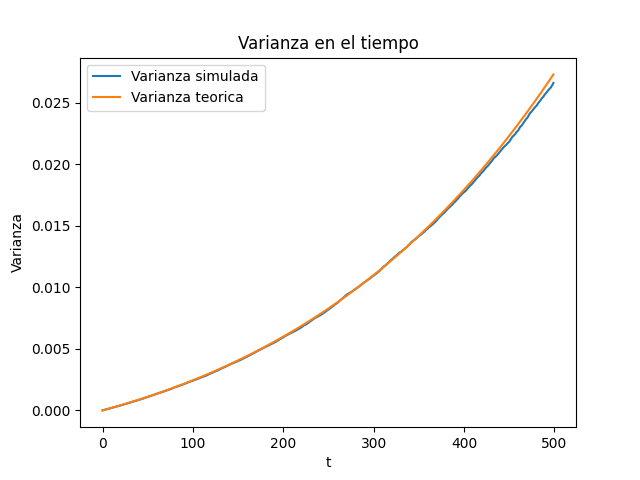 Varianza en el tiempo
Varianza simulada
Varianza teorica
Varianza
0.025
0.020
0.015
0.010
0.005
0.000
0 100 200 300 400 500
t